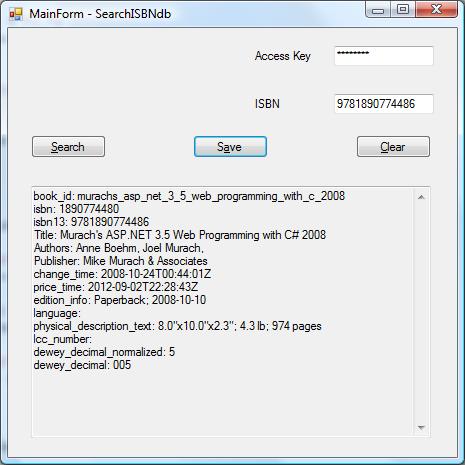 MainForm - SearchISBNdb
Access Key ********
ISBN 9781890774486
Search Save Clear
book_id: murachs_asp_net_3_5_web_programming_with_c_2008
isbn: 1890774480
isbn13: 9781890774486
Title: Murach's ASP.NET 3.5 Web Programming with C# 2008
Authors: Anne Boehm, Joel Murach,
Publisher: Mike Murach & Associates
change_time: 2008-10-24T00:44:01Z
price_time: 2012-09-02T22:28:43Z
edition_info: Paperback; 2008-10-10
language:
physical_description_text: 8.0"x10.0"x2.3"; 4.3 lb; 974 pages
lcc_number:
dewey_decimal_normalized: 5
dewey_decimal: 005